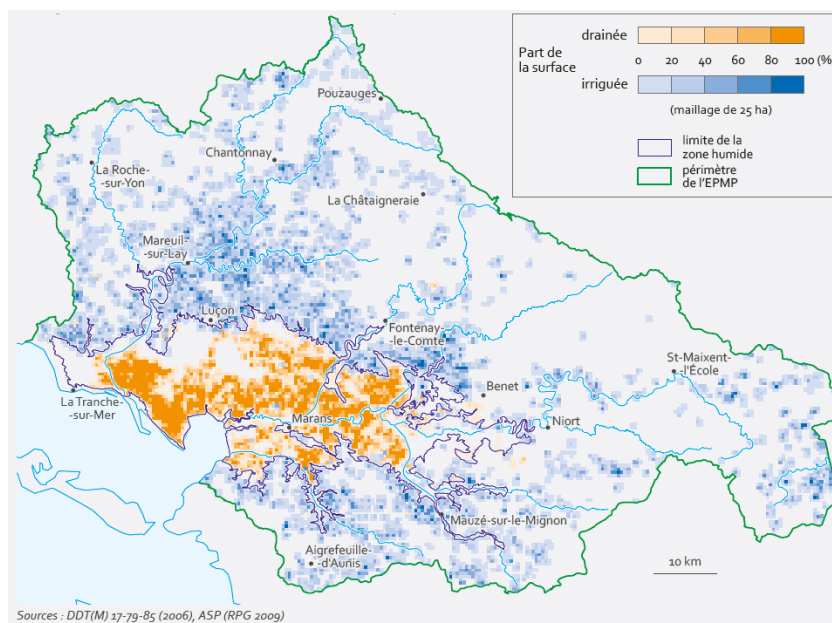 drainée
Part de
la surface
0 20 40 60 80 100 (%
irriguée
(maillage de 25 ha)
limite de la
zone humide
périmètre
de l'EPMP
Pouzauges
Chantonnay
La Roche-
-sur-Yon
La Châtaigneraie
Mareuil-
-sur-Lay
Luçon
Fontenay-
-le-Comte
St-Maixent-
-l'École
Benet
La Tranche-
-sur-Mer
Marans
Niort
Mauzé-sur-le-Mignon
Aigrefeuille-
-d'Aunis
10 km
Sources : DDT(M) 17-79-85 (2006), ASP (RPG 2009)